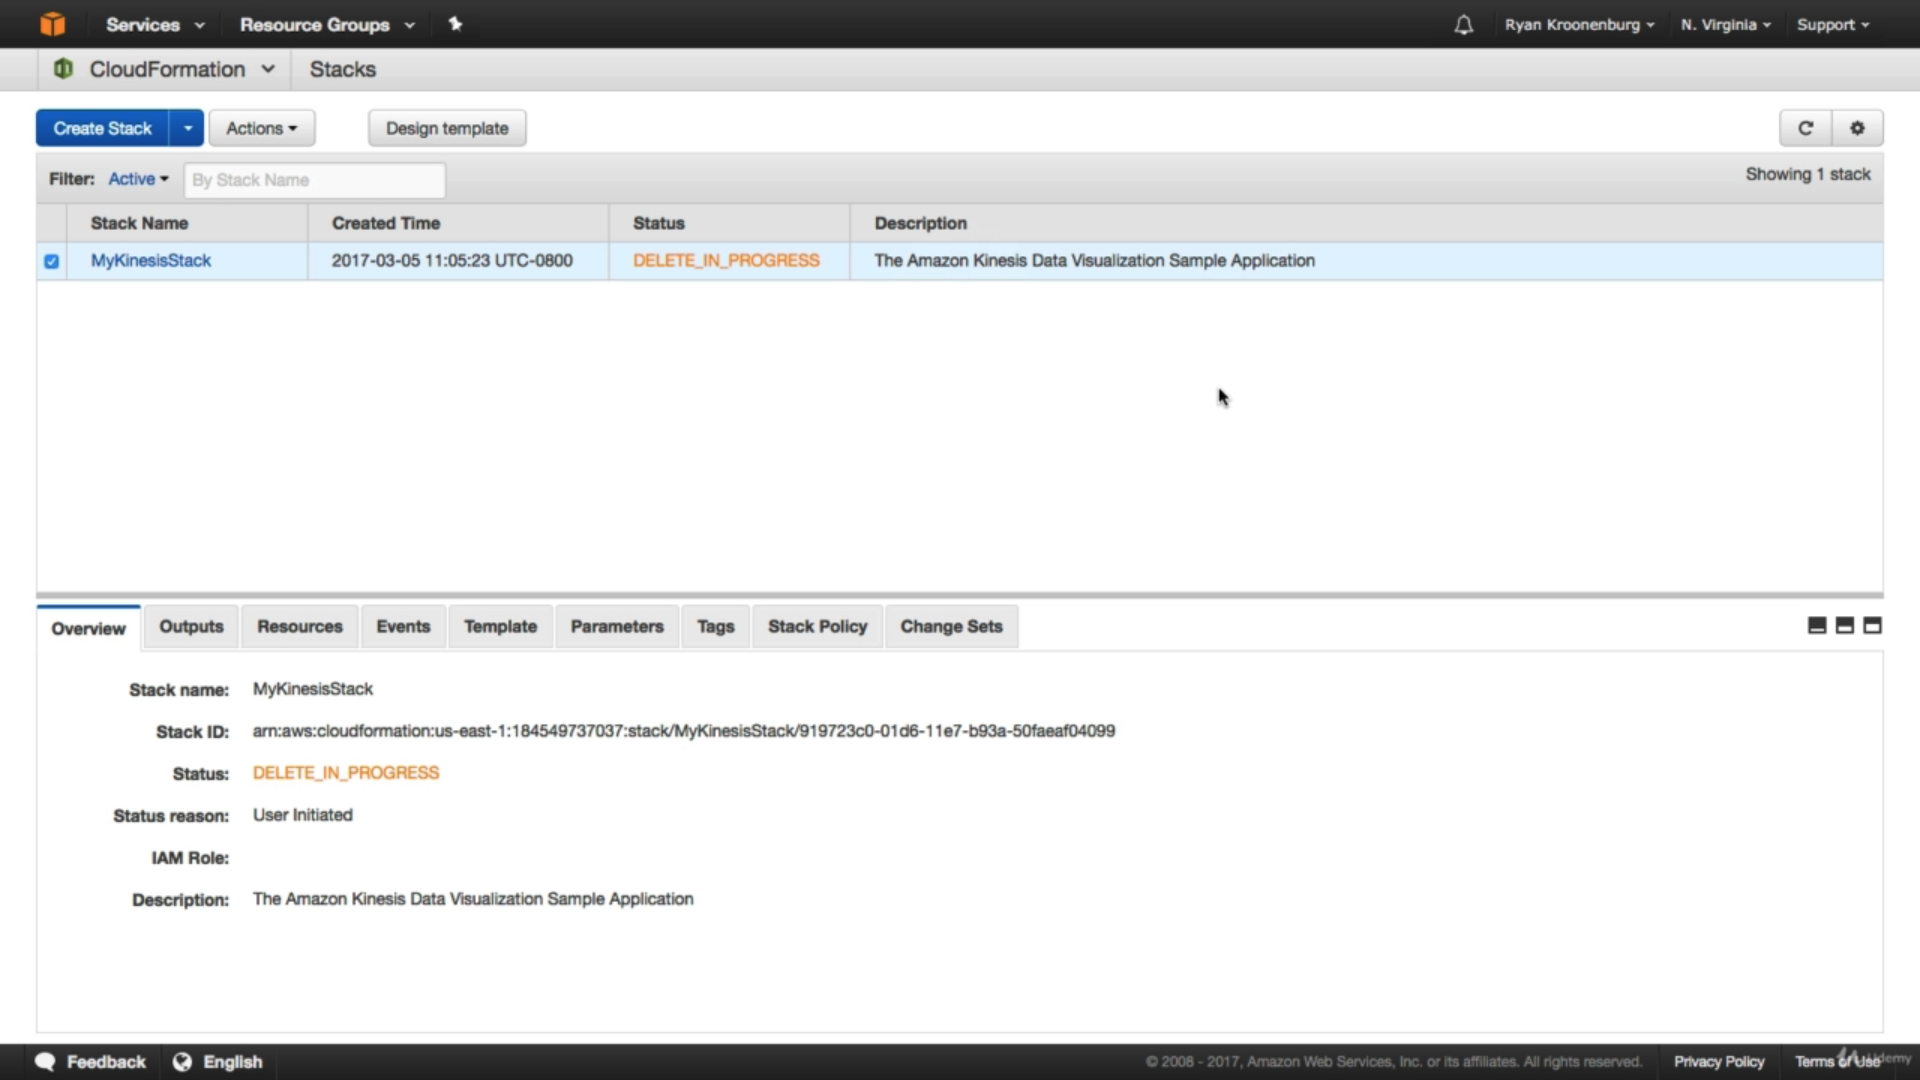 Services Resource Groups Ryan Kroonenburg N. Virginia Support
CloudFormation Stacks
Create Stack Actions Design template
Filter: Active By Stack Name Showing 1 stack
Stack Name Created Time Status Description
MyKinesisStack 2017-03-05 11:05:23 UTC-0800 DELETE_IN_PROGRESS The Amazon Kinesis Data Visualization Sample Application
Overview Outputs Resources Events Template Parameters Tags Stack Policy Change Sets
Stack name: MyKinesisStack
Stack ID: arn:aws:cloudformation:us-east-1:184549737037:stack/MyKinesisStack/919723c0-01d6-11e7-b93a-50faeaf04099
Status: DELETE_IN_PROGRESS
Status reason: User Initiated
IAM Role:
Description: The Amazon Kinesis Data Visualization Sample Application
Feedback English © 2008 - 2017, Amazon Web Services, Inc. or its affiliates. All rights reserved. Privacy Policy Terms of Use Udemy